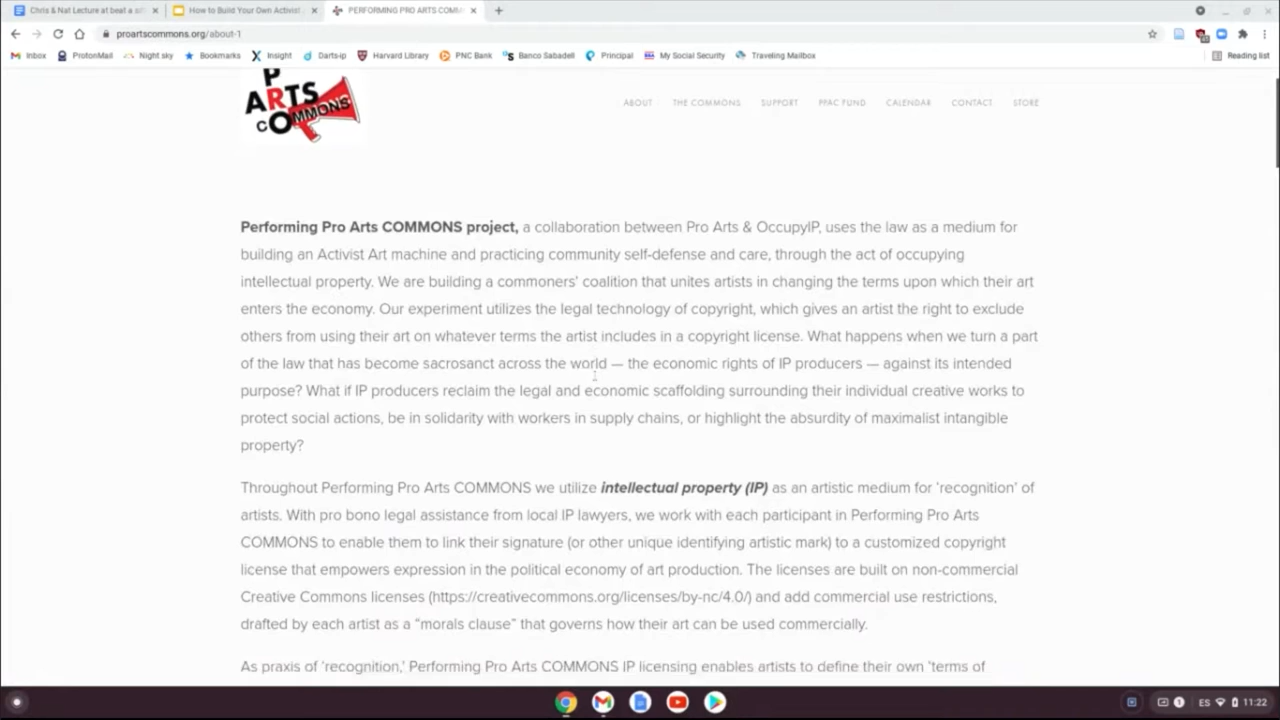 Chris & Nat Lecture at beat a
How to Build Your Own Activist
PERFORMING PRO ARTS COMM
proartscommons.org/about-1
Inbox ProtonMail Night sky Bookmarks Insight Darts-ip Harvard Library PNC Bank Banco Sabadell Principal My Social Security Traveling Mailbox Reading list
P
ARTS
COMMONS
ABOUT THE COMMONS SUPPORT PPAC FUND CALENDAR CONTACT STORE
Performing Pro Arts COMMONS project, a collaboration between Pro Arts & OccupyIP, uses the law as a medium for
building an Activist Art machine and practicing community self-defense and care, through the act of occupying
intellectual property. We are building a commoners' coalition that unites artists in changing the terms upon which their art
enters the economy. Our experiment utilizes the legal technology of copyright, which gives an artist the right to exclude
others from using their art on whatever terms the artist includes in a copyright license. What happens when we turn a part
of the law that has become sacrosanct across the world — the economic rights of IP producers — against its intended
purpose? What if IP producers reclaim the legal and economic scaffolding surrounding their individual creative works to
protect social actions, be in solidarity with workers in supply chains, or highlight the absurdity of maximalist intangible
property?
Throughout Performing Pro Arts COMMONS we utilize intellectual property (IP) as an artistic medium for 'recognition' of
artists. With pro bono legal assistance from local IP lawyers, we work with each participant in Performing Pro Arts
COMMONS to enable them to link their signature (or other unique identifying artistic mark) to a customized copyright
license that empowers expression in the political economy of art production. The licenses are built on non-commercial
Creative Commons licenses (https://creativecommons.org/licenses/by-nc/4.0/) and add commercial use restrictions,
drafted by each artist as a “morals clause” that governs how their art can be used commercially.
As praxis of 'recognition,' Performing Pro Arts COMMONS IP licensing enables artists to define their own 'terms of
1 ES 11:22